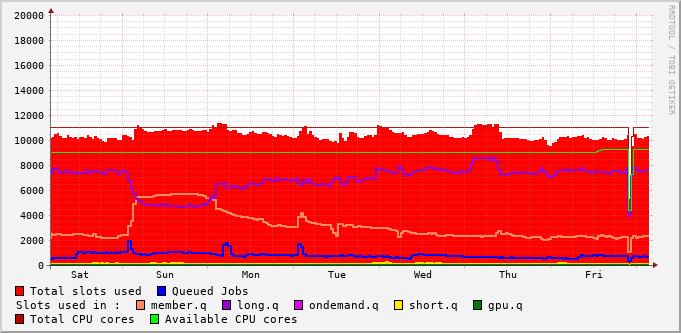 RRDTOOL / TOBI OETIKER
20000
18000
16000
14000
12000
10000
8000
6000
4000
2000
0
Sat Sun Mon Tue Wed Thu Fri
Total slots used Queued Jobs
Slots used in : member.q long.q ondemand.q short.q gpu.q
Total CPU cores Available CPU cores